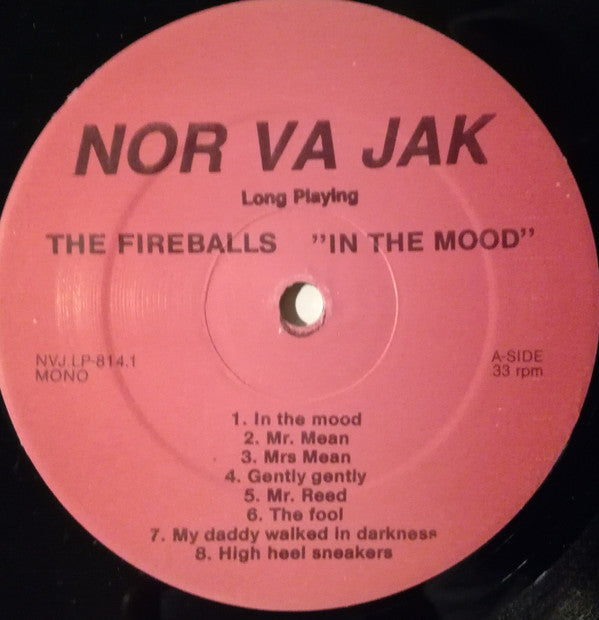 NOR VA JAK
Long Playing
THE FIREBALLS "IN THE MOOD"
NVJ LP-814.1
MONO
A-SIDE
33 rpm
1. In the mood
2. Mr. Mean
3. Mrs Mean
4. Gently gently
5. Mr. Reed
6. The fool
7. My daddy walked in darkness
8. High heel sneakers